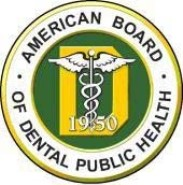 · AMERICAN BOARD ·
OF DENTAL PUBLIC HEALTH
D
1950